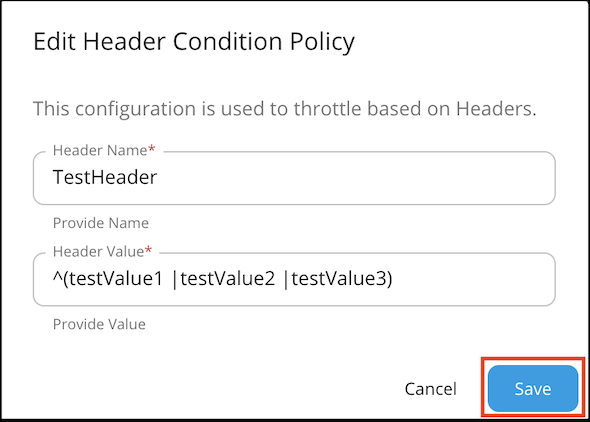 Edit Header Condition Policy
This configuration is used to throttle based on Headers.
Header Name*
TestHeader
Provide Name
Header Value*
^(testValue1 |testValue2 |testValue3)
Provide Value
Cancel Save